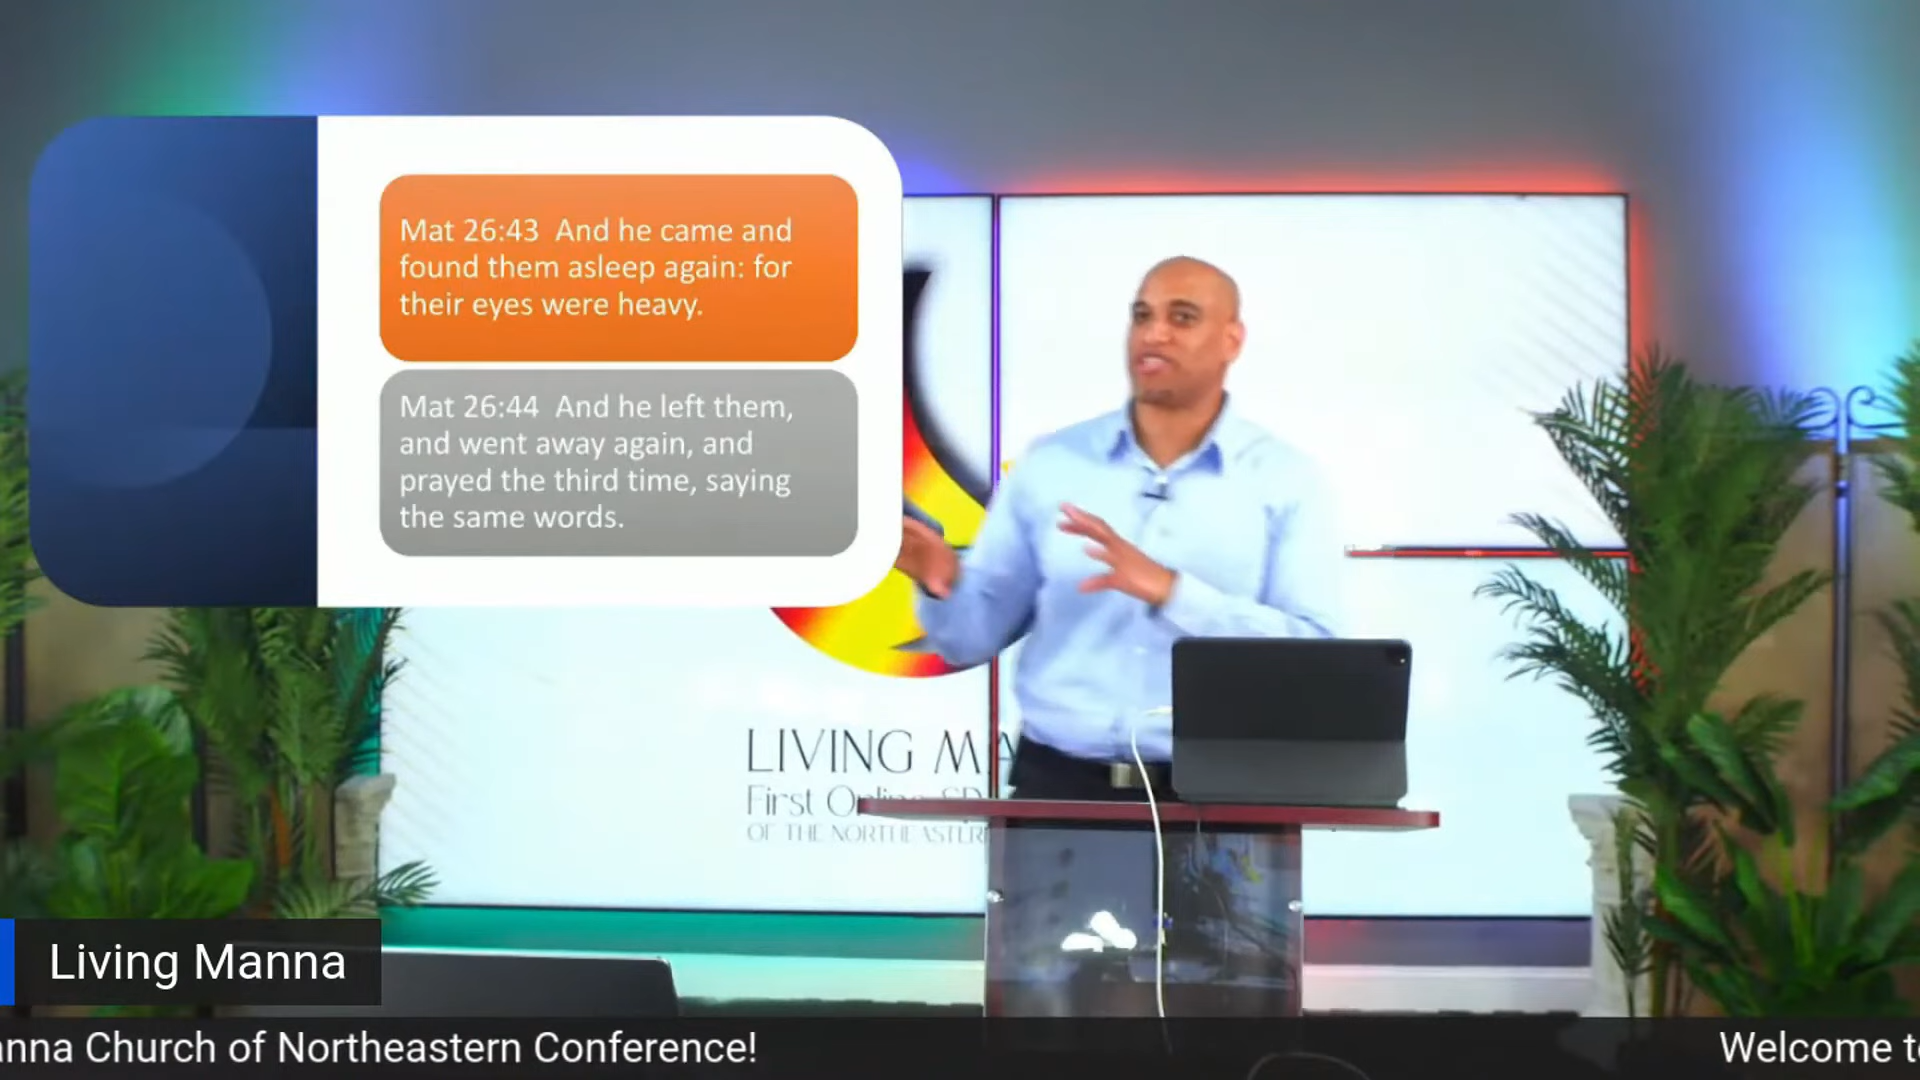 Mat 26:43  And he came and
found them asleep again: for
their eyes were heavy.
Mat 26:44  And he left them,
and went away again, and
prayed the third time, saying
the same words.
LIVING
First
OF THE
Living Manna
Church of Northeastern Conference!
Welcome